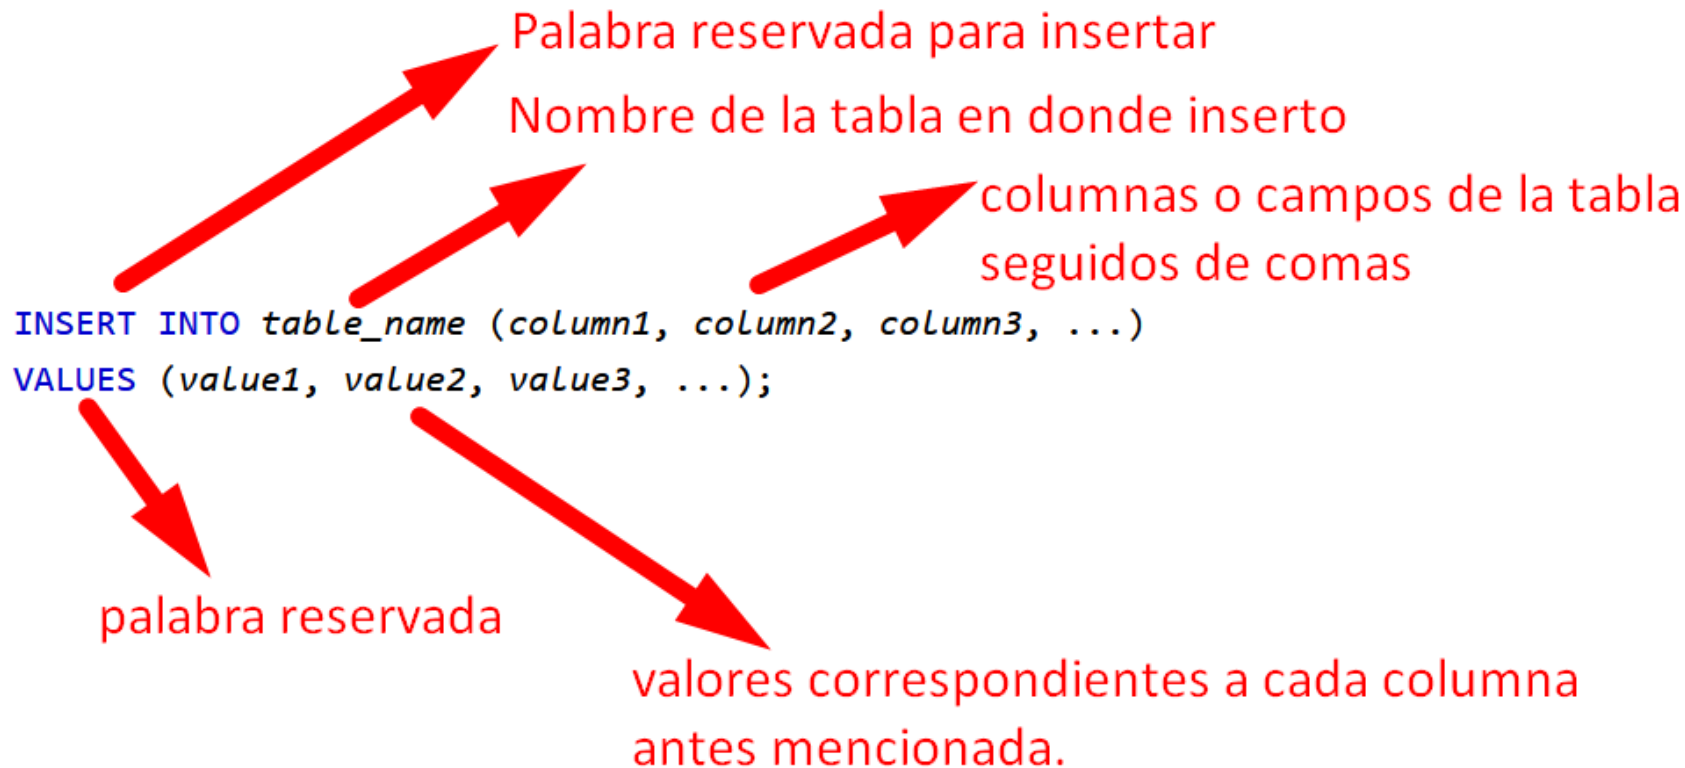 Palabra reservada para insertar
Nombre de la tabla en donde inserto
columnas o campos de la tabla
seguidos de comas
INSERT INTO table_name (column1, column2, column3, ...)
VALUES (value1, value2, value3, ...);
palabra reservada
valores correspondientes a cada columna
antes mencionada.